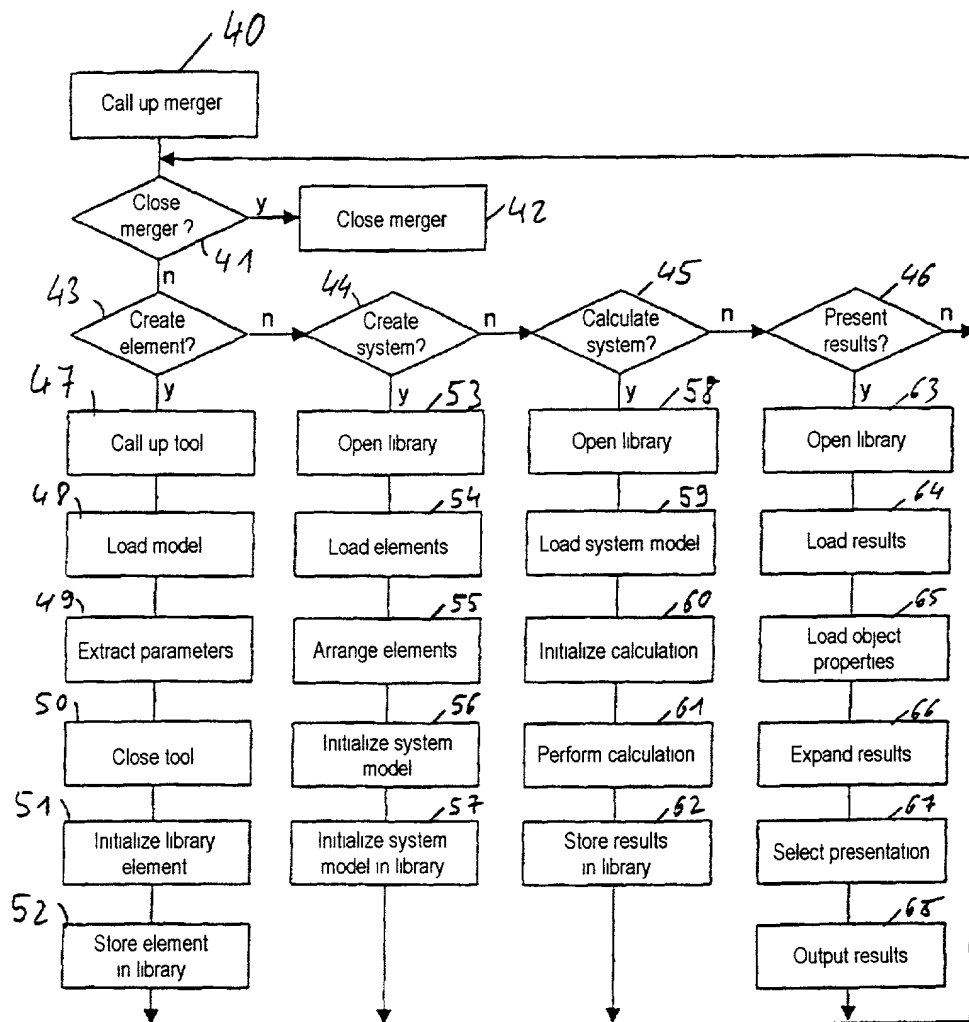 40
Call up merger
Close
merger ?
y
Close merger
42
41
n
43
Create
element?
n
44
Create
system?
n
45
Calculate
system?
n
46
Present
results?
n
y
y
y
y
47
Call up tool
53
Open library
58
Open library
63
Open library
48
Load model
54
Load elements
59
Load system model
64
Load results
49
Extract parameters
55
Arrange elements
60
Initialize calculation
65
Load object
properties
50
Close tool
56
Initialize system
model
61
Perform calculation
66
Expand results
51
Initialize library
element
57
Initialize system
model in library
62
Store results
in library
67
Select presentation
52
Store element
in library
68
Output results